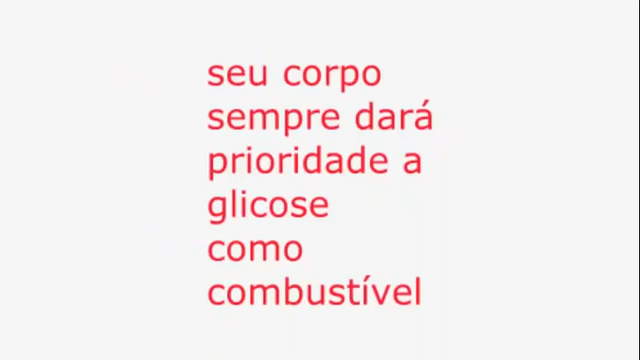 seu corpo
sempre dará
prioridade a
glicose
como
combustível